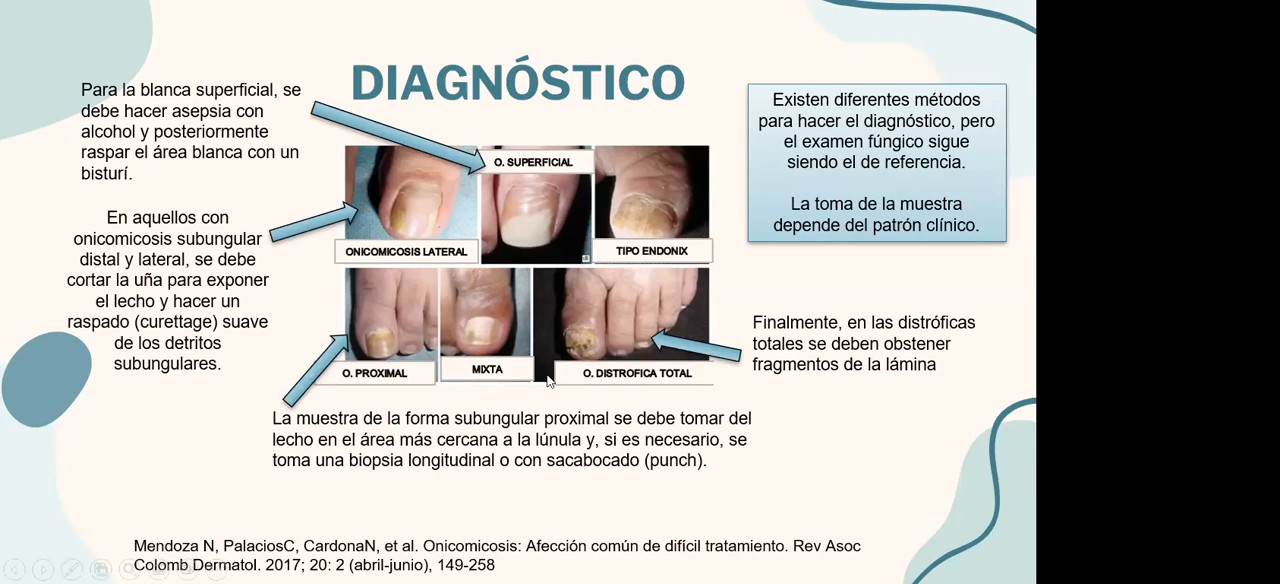 DIAGNÓSTICO
Para la blanca superficial, se
debe hacer asepsia con
alcohol y posteriormente
raspar el área blanca con un
bisturí.
En aquellos con
onicomicosis subungular
distal y lateral, se debe
cortar la uña para exponer
el lecho y hacer un
raspado (curettage) suave
de los detritos
subungulares.
O. SUPERFICIAL
ONICOMICOSIS LATERAL
TIPO ENDONIX
O. PROXIMAL
MIXTA
O. DISTROFICA TOTAL
Existen diferentes métodos
para hacer el diagnóstico, pero
el examen fúngico sigue
siendo el de referencia.
La toma de la muestra
depende del patrón clínico.
Finalmente, en las distróficas
totales se deben obstener
fragmentos de la lámina
La muestra de la forma subungular proximal se debe tomar del
lecho en el área más cercana a la lúnula y, si es necesario, se
toma una biopsia longitudinal o con sacabocado (punch).
Mendoza N, PalaciosC, CardonaN, et al. Onicomicosis: Afección común de difícil tratamiento. Rev Asoc
Colomb Dermatol. 2017; 20: 2 (abril-junio), 149-258